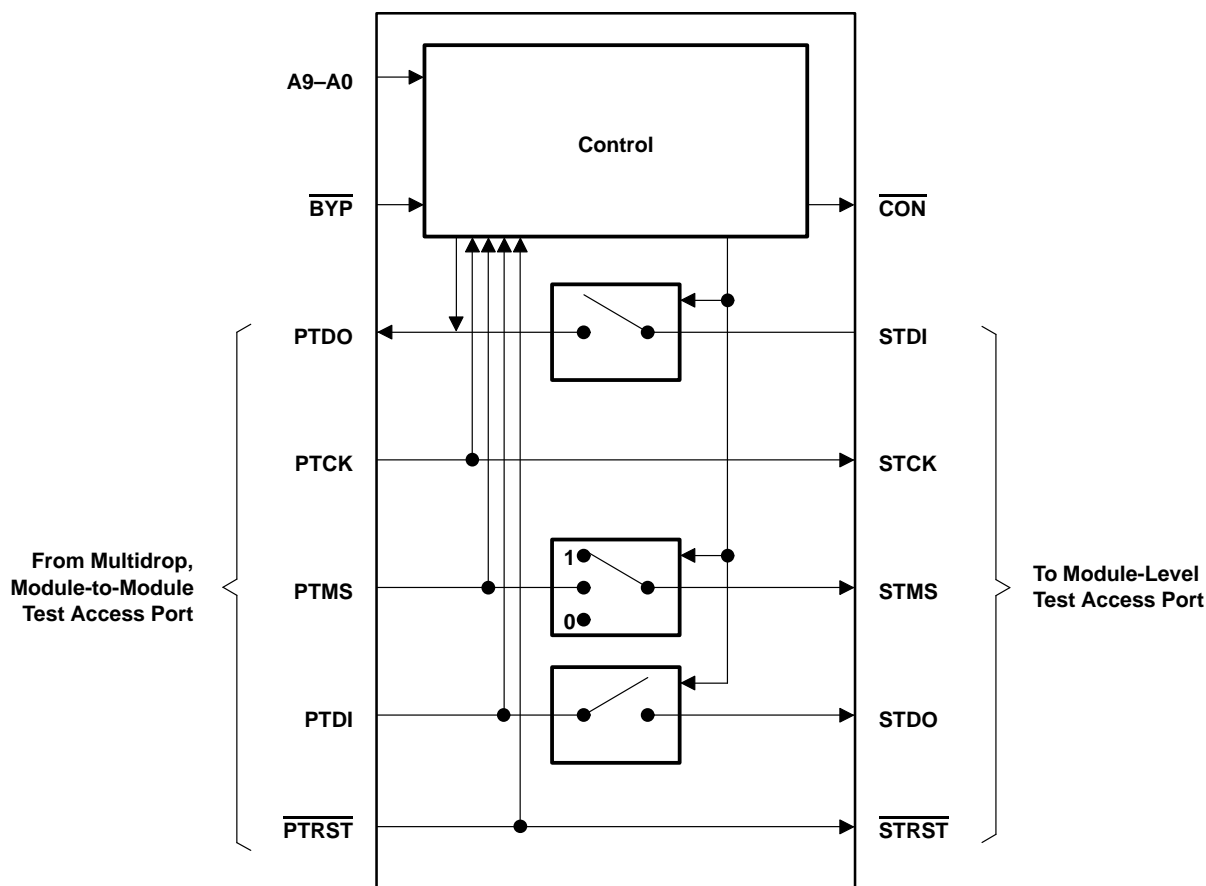 A9–A0
Control
BYP
CON
PTDO
STDI
PTCK
STCK
From Multidrop,
Module-to-Module
Test Access Port
1
PTMS
0
STMS
To Module-Level
Test Access Port
PTDI
STDO
PTRST
STRST